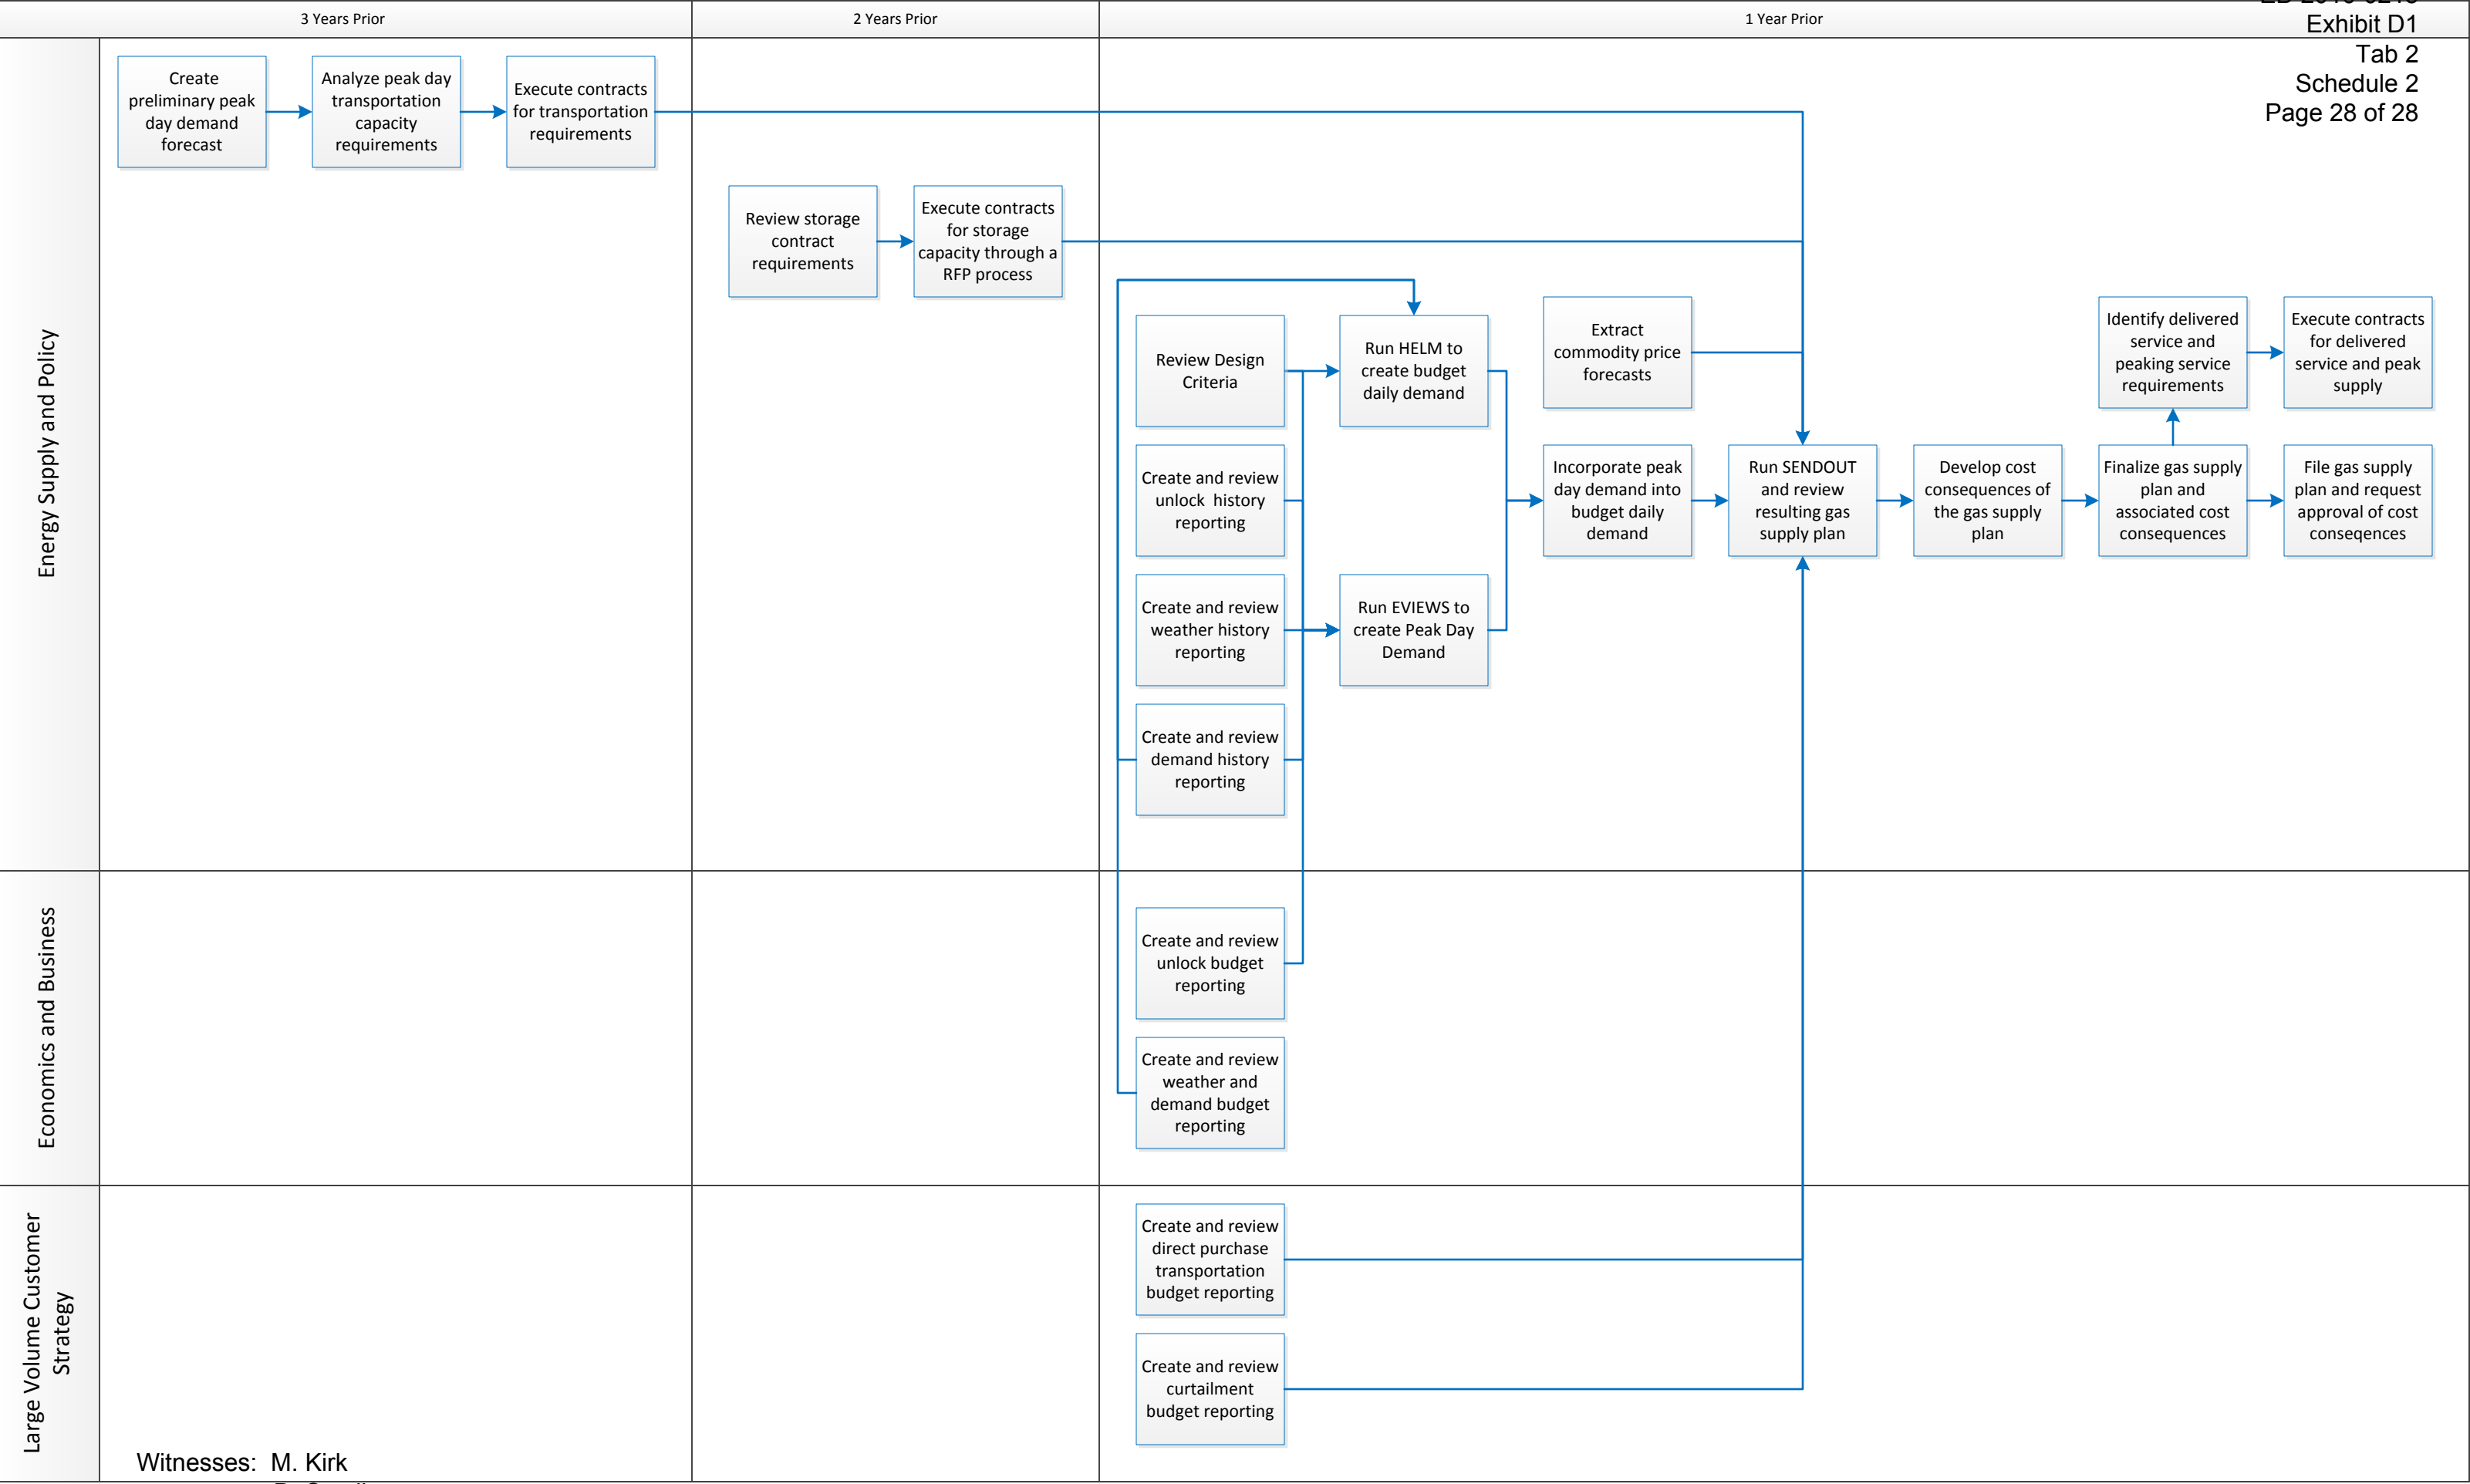 3 Years Prior
2 Years Prior
1 Year Prior
Exhibit D1
Tab 2
Schedule 2
Page 28 of 28
Energy Supply and Policy
Create
preliminary peak
day demand
forecast
Analyze peak day
transportation
capacity
requirements
Execute contracts
for transportation
requirements
Review storage
contract
requirements
Execute contracts
for storage
capacity through a
RFP process
Review Design
Criteria
Run HELM to
create budget
daily demand
Extract
commodity price
forecasts
Identify delivered
service and
peaking service
requirements
Execute contracts
for delivered
service and peak
supply
Create and review
unlock history
reporting
Incorporate peak
day demand into
budget daily
demand
Run SENDOUT
and review
resulting gas
supply plan
Develop cost
consequences of
the gas supply
plan
Finalize gas supply
plan and
associated cost
consequences
File gas supply
plan and request
approval of cost
conseqences
Create and review
weather history
reporting
Run EVIEWS to
create Peak Day
Demand
Create and review
demand history
reporting
Economics and Business
Create and review
unlock budget
reporting
Create and review
weather and
demand budget
reporting
Large Volume Customer
Strategy
Create and review
direct purchase
transportation
budget reporting
Create and review
curtailment
budget reporting
Witnesses: M. Kirk